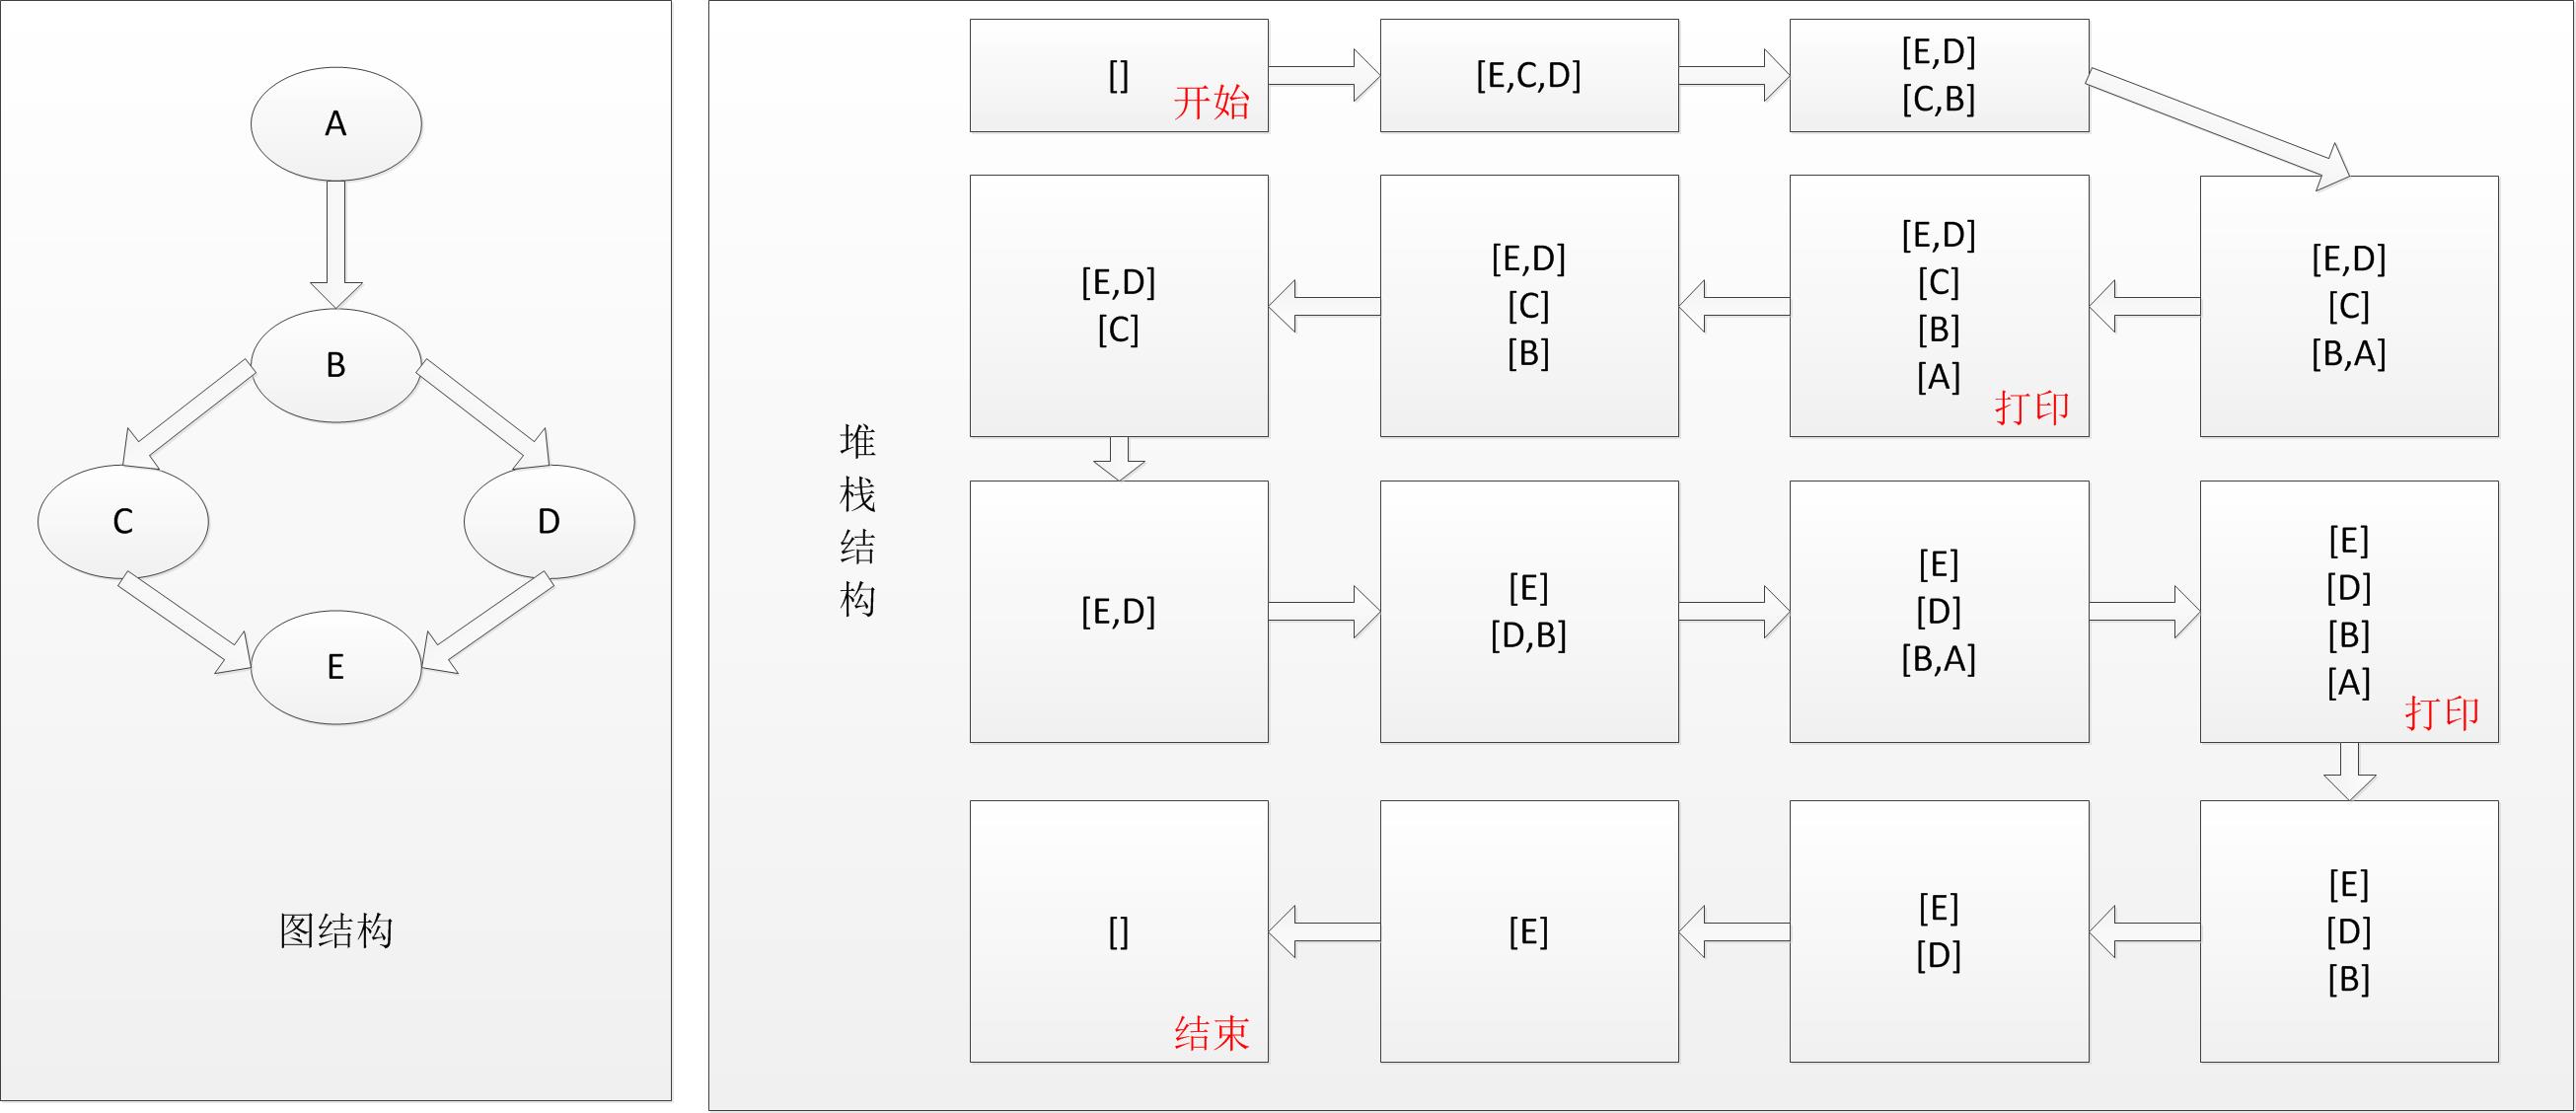 A
B
C
D
E
图结构
堆
栈
结
构
[]
开始
[E,C,D]
[E,D]
[C,B]
[E,D]
[C]
[B,A]
[E,D]
[C]
[B]
[A]
打印
[E,D]
[C]
[B]
[E,D]
[C]
[E,D]
[E]
[D,B]
[E]
[D]
[B,A]
[E]
[D]
[B]
[A]
打印
[E]
[D]
[B]
[E]
[D]
[E]
[]
结束